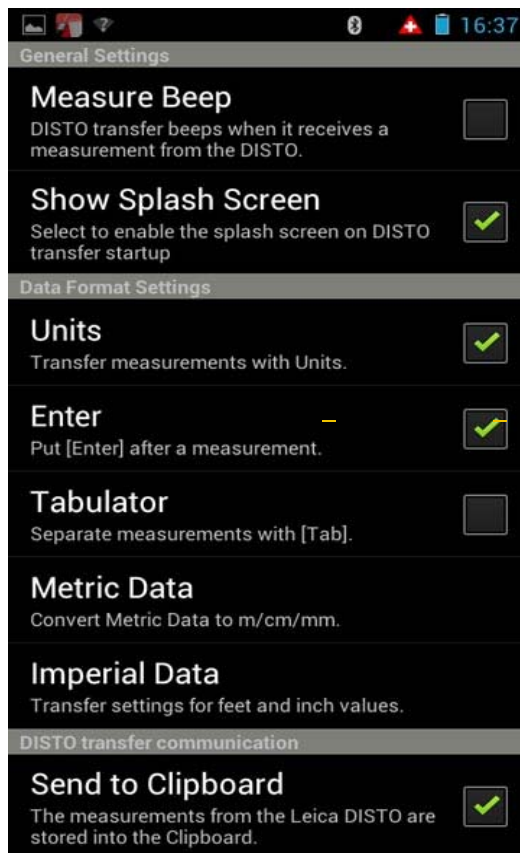 16:37
General Settings
Measure Beep
DISTO transfer beeps when it receives a
measurement from the DISTO.
Show Splash Screen
Select to enable the splash screen on DISTO
transfer startup
Data Format Settings
Units
Transfer measurements with Units.
Enter
Put [Enter] after a measurement.
Tabulator
Separate measurements with [Tab].
Metric Data
Convert Metric Data to m/cm/mm.
Imperial Data
Transfer settings for feet and inch values.
DISTO transfer communication
Send to Clipboard
The measurements from the Leica DISTO are
stored into the Clipboard.